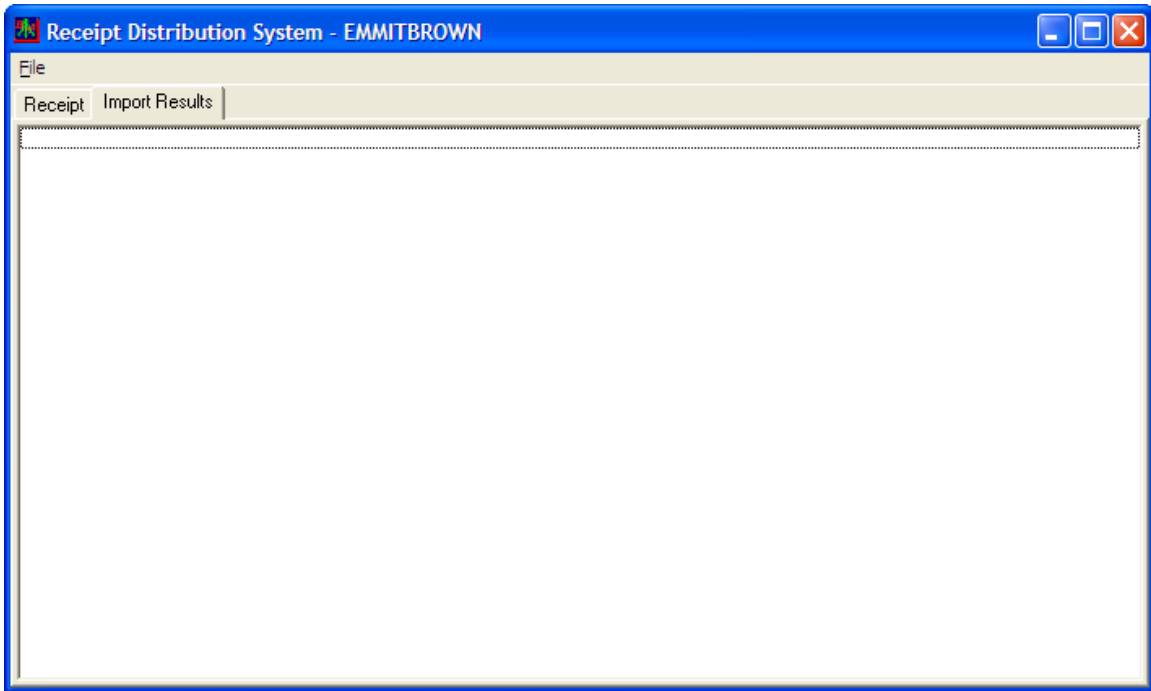 Receipt Distribution System - EMMITBROWN
File
Receipt Import Results